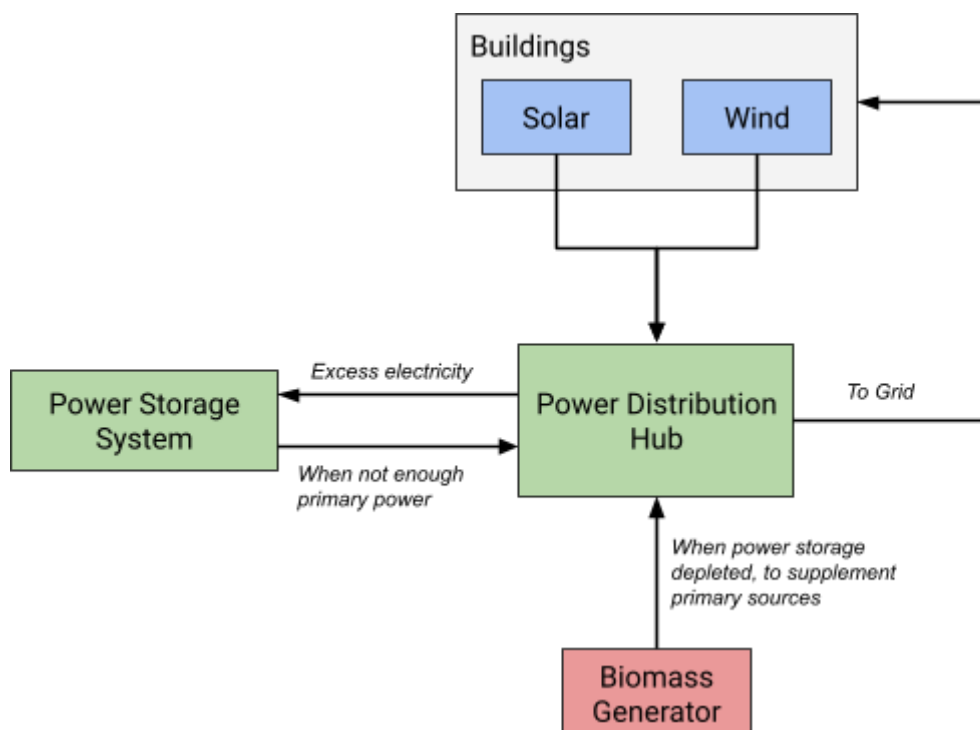 Buildings
Solar
Wind
Excess electricity
Power Storage
System
When not enough
primary power
Power Distribution
Hub
To Grid
When power storage
depleted, to supplement
primary sources
Biomass
Generator